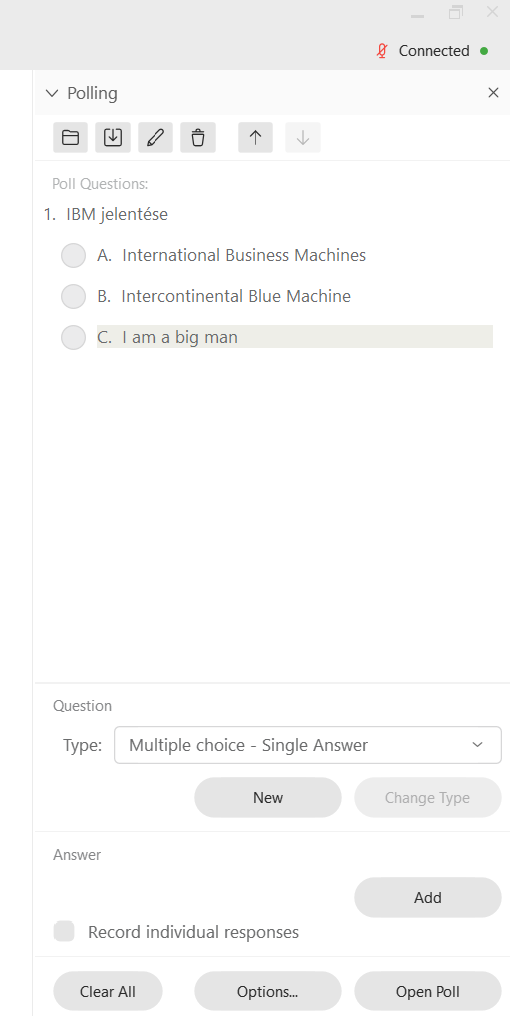 Connected
Polling
Poll Questions:
1. IBM jelentése
A. International Business Machines
B. Intercontinental Blue Machine
C. I am a big man
Question
Type: Multiple choice - Single Answer
New Change Type
Answer
Add
Record individual responses
Clear All Options... Open Poll